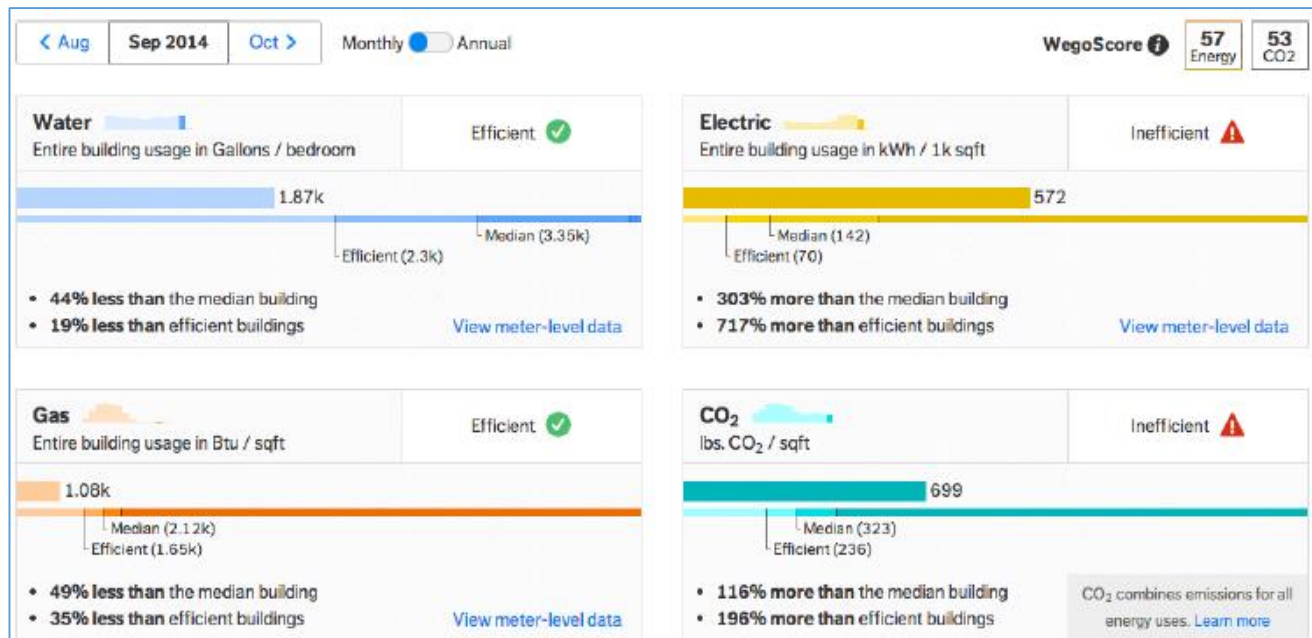 < Aug Sep 2014 Oct > Monthly Annual WegoScore 57 Energy 53 CO2
Water
Entire building usage in Gallons / bedroom
Efficient
1.87k
Median (3.35k)
Efficient (2.3k)
• 44% less than the median building
• 19% less than efficient buildings
View meter-level data
Electric
Entire building usage in kWh / 1k sqft
Inefficient
572
Median (142)
Efficient (70)
• 303% more than the median building
• 717% more than efficient buildings
View meter-level data
Gas
Entire building usage in Btu / sqft
Efficient
1.08k
Median (2.12k)
Efficient (1.65k)
• 49% less than the median building
• 35% less than efficient buildings
View meter-level data
CO₂
lbs. CO₂ / sqft
Inefficient
699
Median (323)
Efficient (236)
• 116% more than the median building
• 196% more than efficient buildings
CO₂ combines emissions for all
energy uses. Learn more